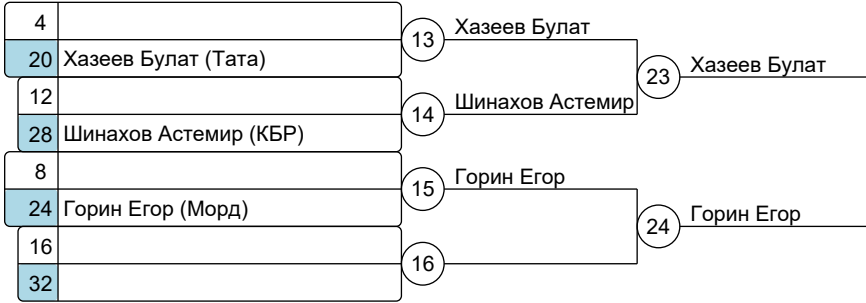 4
20 Хазеев Булат (Тата)
12
28 Шинахов Астемир (КБР)
8
24 Горин Егор (Морд)
16
32
13 Хазеев Булат
14 Шинахов Астемир
15 Горин Егор
16
23 Хазеев Булат
24 Горин Егор